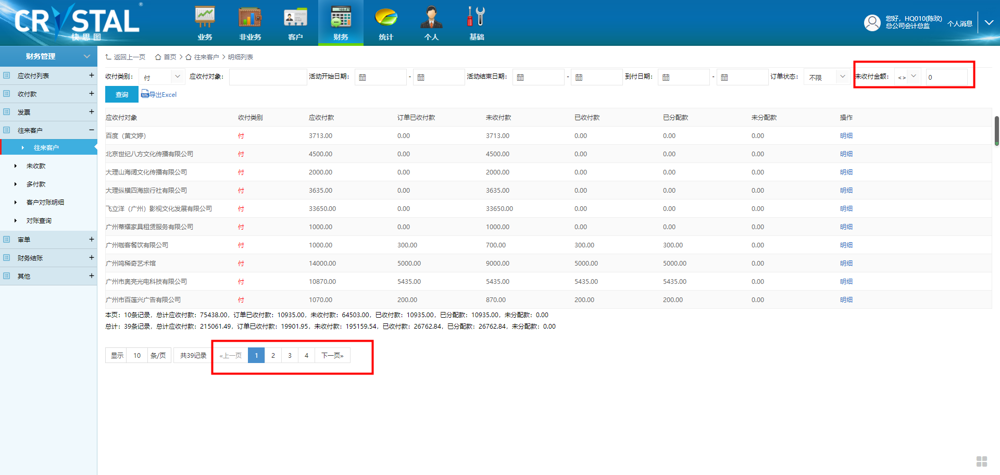 CRYSTAL®
快思图
业务 非业务 客户 财务 统计 个人 基础
您好，HQ010(陈玟)
总公司会计总监
个人消息
财务管理
应收付列表 +
收付款 +
发票 +
往来客户 −
往来客户
未收款
多付款
客户对账明细
对账查询
审单 +
财务结账 +
其他 +
返回上一页 首页 > 往来客户 > 明细列表
收付类别： 付 应收付对象： 活动开始日期： - 活动结束日期： - 到付日期： - 订单状态： 不限 未收付金额： <> 0
查询 导出Excel
应收付对象 收付类别 应收付款 订单已收付款 未收付款 已收付款 已分配款 未分配款 操作
百度（黄文婷） 付 3713.00 0.00 3713.00 0.00 0.00 0.00 明细
北京世纪八方文化传播有限公司 付 4500.00 0.00 4500.00 0.00 0.00 0.00 明细
大理山海阔文化传播有限公司 付 2000.00 0.00 2000.00 0.00 0.00 0.00 明细
大理纵横四海旅行社有限公司 付 3635.00 0.00 3635.00 0.00 0.00 0.00 明细
飞立洋（广州）影视文化发展有限公司 付 33650.00 0.00 33650.00 0.00 0.00 0.00 明细
广州蒂耀家具租赁服务有限公司 付 1000.00 0.00 1000.00 0.00 0.00 0.00 明细
广州咖客餐饮有限公司 付 1000.00 300.00 700.00 300.00 300.00 0.00 明细
广州鸣稀奇艺术馆 付 14000.00 5000.00 9000.00 5000.00 5000.00 0.00 明细
广州市奥亮光电科技有限公司 付 10870.00 5435.00 5435.00 5435.00 5435.00 0.00 明细
广州市百莲兴广告有限公司 付 1070.00 200.00 870.00 200.00 200.00 0.00 明细
本页：10条记录，总计应收付款：75438.00，订单已收付款：10935.00，未收付款：64503.00，已收付款：10935.00，已分配款：10935.00，未分配款：0.00
总计：39条记录，总计应收付款：215061.49，订单已收付款：19901.95，未收付款：195159.54，已收付款：26762.84，已分配款：26762.84，未分配款：0.00
显示 10 条/页 共39记录 «上一页 1 2 3 4 下一页»